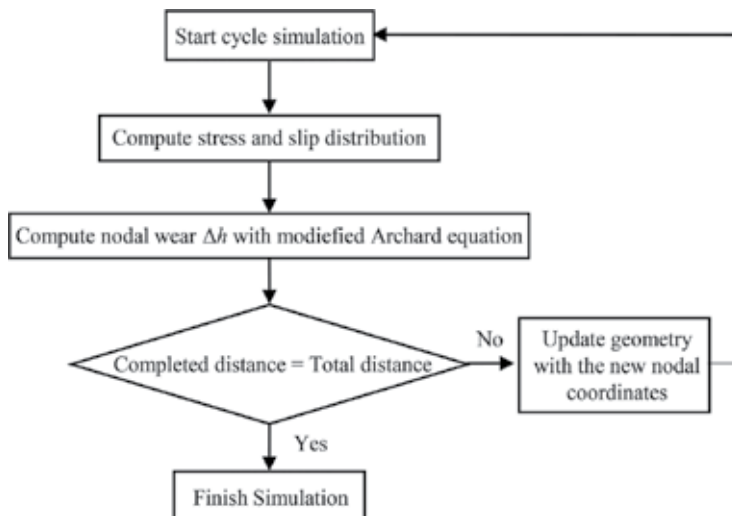 Start cycle simulation
Compute stress and slip distribution
Compute nodal wear Δh with modiefied Archard equation
Completed distance = Total distance
No
Update geometry
with the new nodal
coordinates
Yes
Finish Simulation